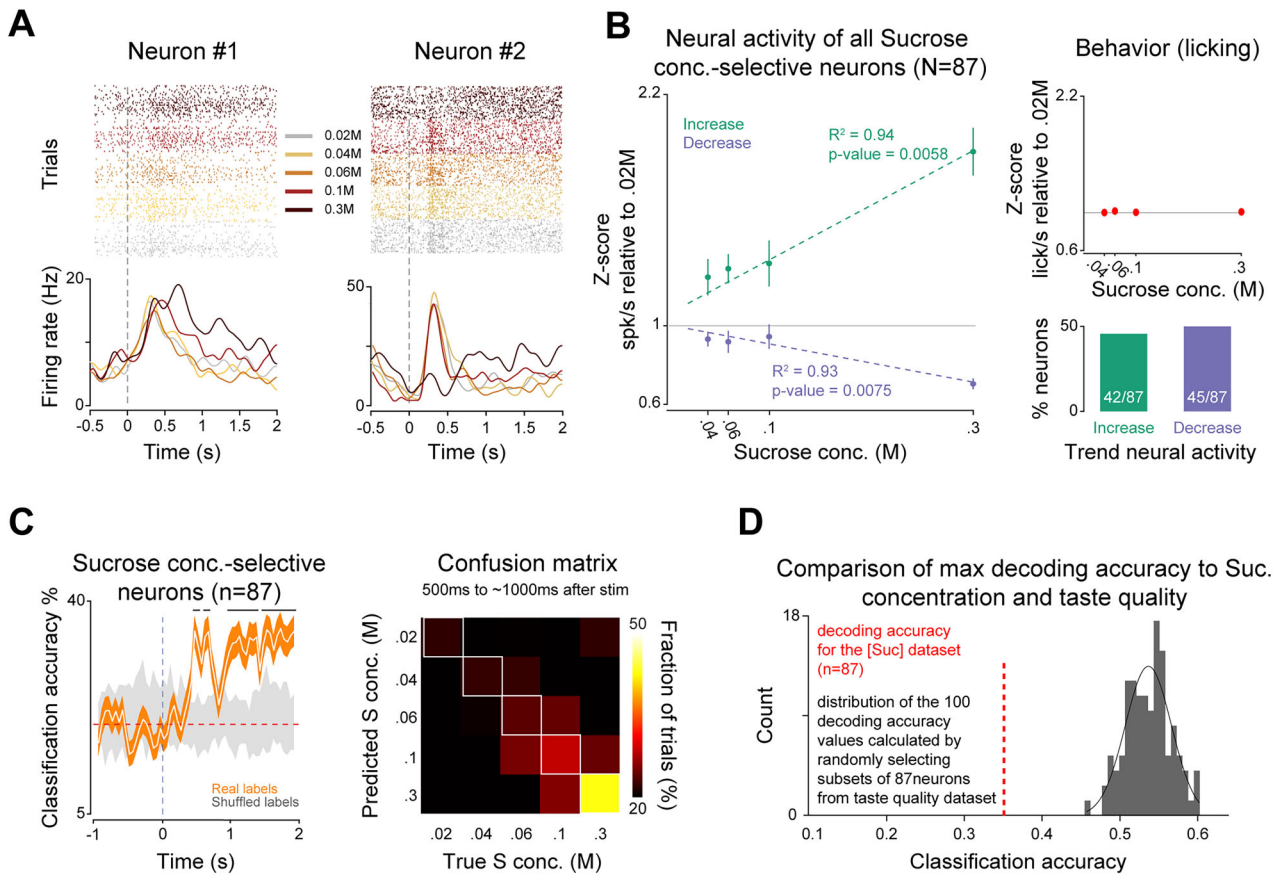 A
Neuron #1
Neuron #2
Trials
0.02M
0.04M
0.06M
0.1M
0.3M
Firing rate (Hz)
20
0
50
0
-0.5 0 0.5 1 1.5 2
-0.5 0 0.5 1 1.5 2
Time (s)
Time (s)
B
Neural activity of all Sucrose
conc.-selective neurons (N=87)
2.2
1
0.6
Z-score
spk/s relative to .02M
Increase
Decrease
R² = 0.94
p-value = 0.0058
R² = 0.93
p-value = 0.0075
.04 .06 .1 .3
Sucrose conc. (M)
Behavior (licking)
2.2
0.6
Z-score
lick/s relative to .02M
.04 .06 .1 .3
Sucrose conc. (M)
50
0
% neurons
42/87
45/87
Increase
Decrease
Trend neural activity
C
Sucrose conc.-selective
neurons (n=87)
40
5
Classification accuracy %
Real labels
Shuffled labels
-1 0 1 2
Time (s)
Confusion matrix
500ms to ~1000ms after stim
Predicted S conc. (M)
.02
.04
.06
.1
.3
.02 .04 .06 .1 .3
True S conc. (M)
50
20
Fraction of trials (%)
D
Comparison of max decoding accuracy to Suc.
concentration and taste quality
18
0
Count
decoding accuracy
for the [Suc] dataset
(n=87)
distribution of the 100
decoding accuracy
values calculated by
randomly selecting
subsets of 87neurons
from taste quality dataset
0.1 0.2 0.3 0.4 0.5 0.6
Classification accuracy